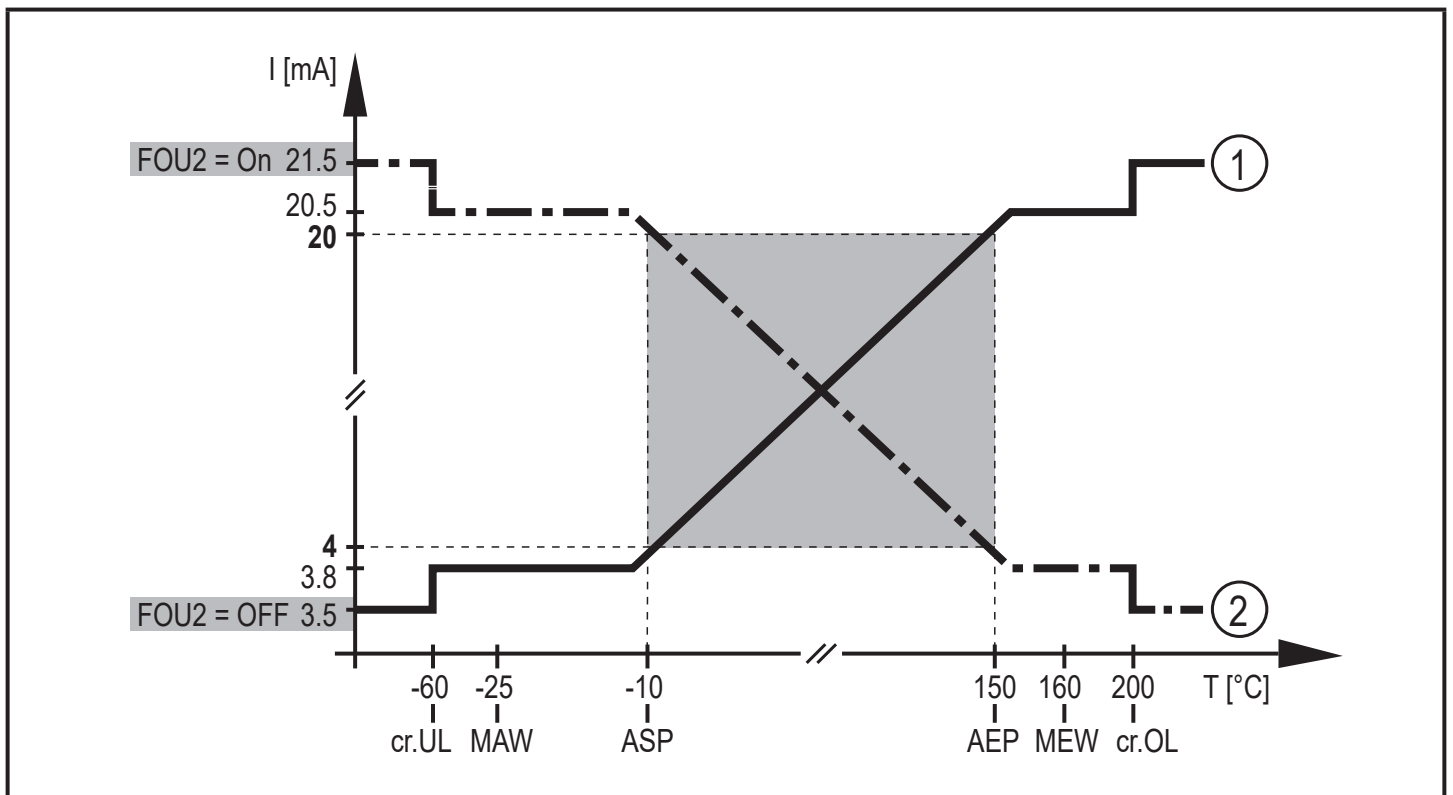 I [mA]
FOU2 = On 21.5
20.5
20
4
3.8
FOU2 = OFF 3.5
1
2
-60 -25 -10 150 160 200 T [°C]
cr.UL MAW ASP AEP MEW cr.OL